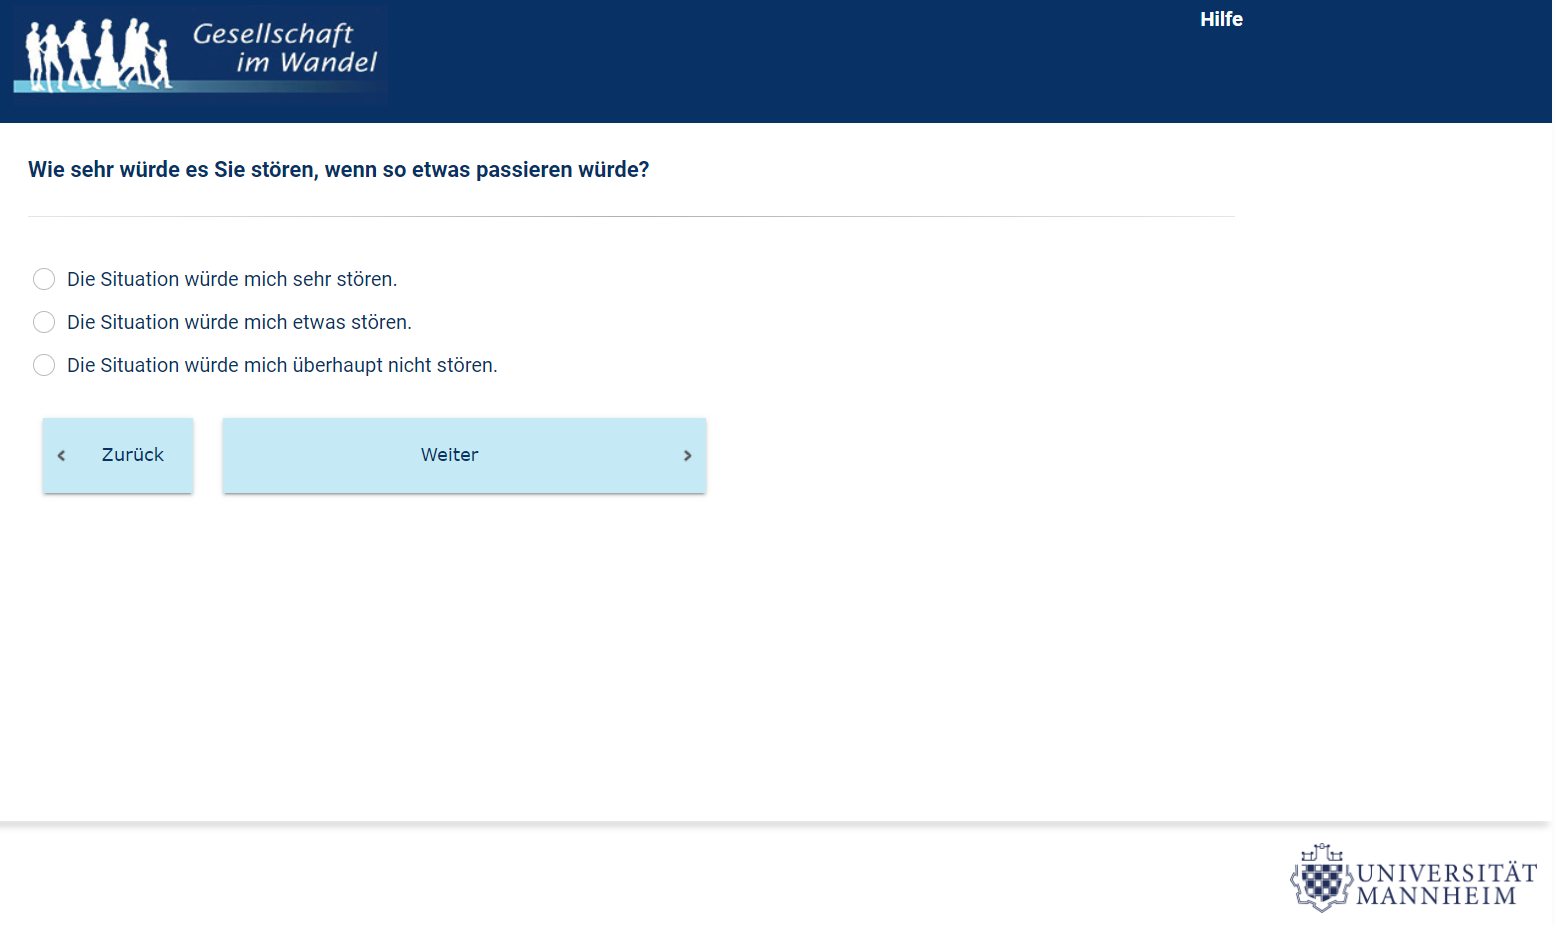 Gesellschaft
im Wandel
Hilfe
Wie sehr würde es Sie stören, wenn so etwas passieren würde?
Die Situation würde mich sehr stören.
Die Situation würde mich etwas stören.
Die Situation würde mich überhaupt nicht stören.
Zurück
Weiter
UNIVERSITÄT
MANNHEIM